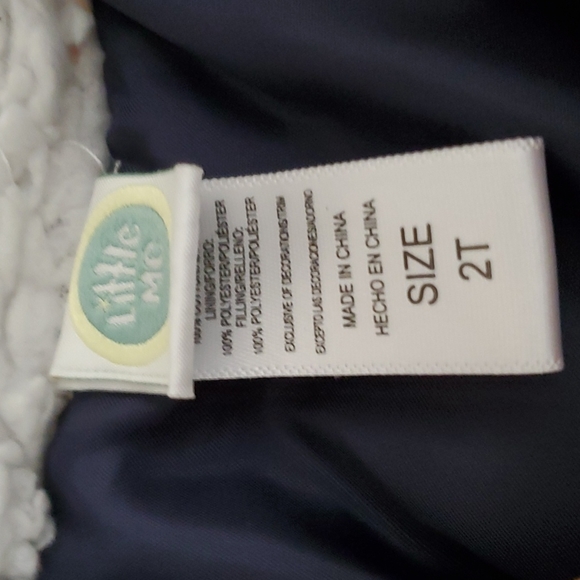 Little
Me
LINING/FORRO:
100% POLYESTER/POLIÉSTER
FILLING/RELLENO:
100% POLYESTER/POLIÉSTER
EXCLUSIVE OF DECORATION/TRIM
EXCEPTO LAS DECORACIONES/ADORNO
MADE IN CHINA
HECHO EN CHINA
SIZE
2T